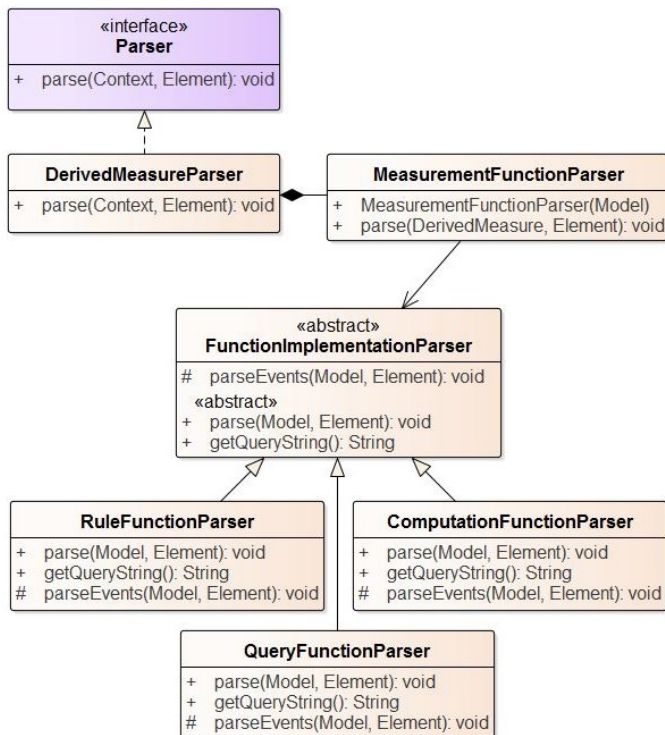 «interface»
Parser
+ parse(Context, Element): void
DerivedMeasureParser
+ parse(Context, Element): void
MeasurementFunctionParser
+ MeasurementFunctionParser(Model)
+ parse(DerivedMeasure, Element): void
«abstract»
FunctionImplementationParser
# parseEvents(Model, Element): void
«abstract»
+ parse(Model, Element): void
+ getQueryString(): String
RuleFunctionParser
+ parse(Model, Element): void
+ getQueryString(): String
# parseEvents(Model, Element): void
ComputationFunctionParser
+ parse(Model, Element): void
+ getQueryString(): String
# parseEvents(Model, Element): void
QueryFunctionParser
+ parse(Model, Element): void
+ getQueryString(): String
# parseEvents(Model, Element): void